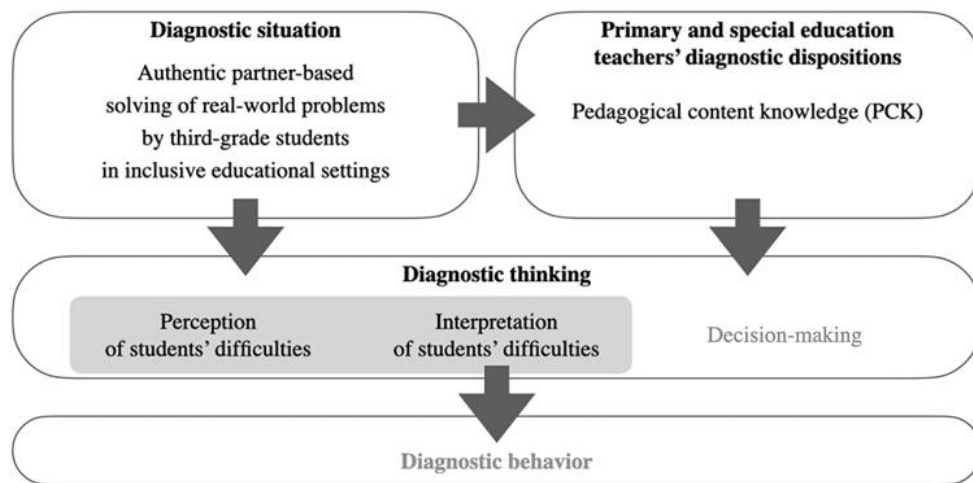 Diagnostic situation
Authentic partner-based
solving of real-world problems
by third-grade students
in inclusive educational settings
Primary and special education
teachers’ diagnostic dispositions
Pedagogical content knowledge (PCK)
Diagnostic thinking
Perception
of students’ difficulties
Interpretation
of students’ difficulties
Decision-making
Diagnostic behavior